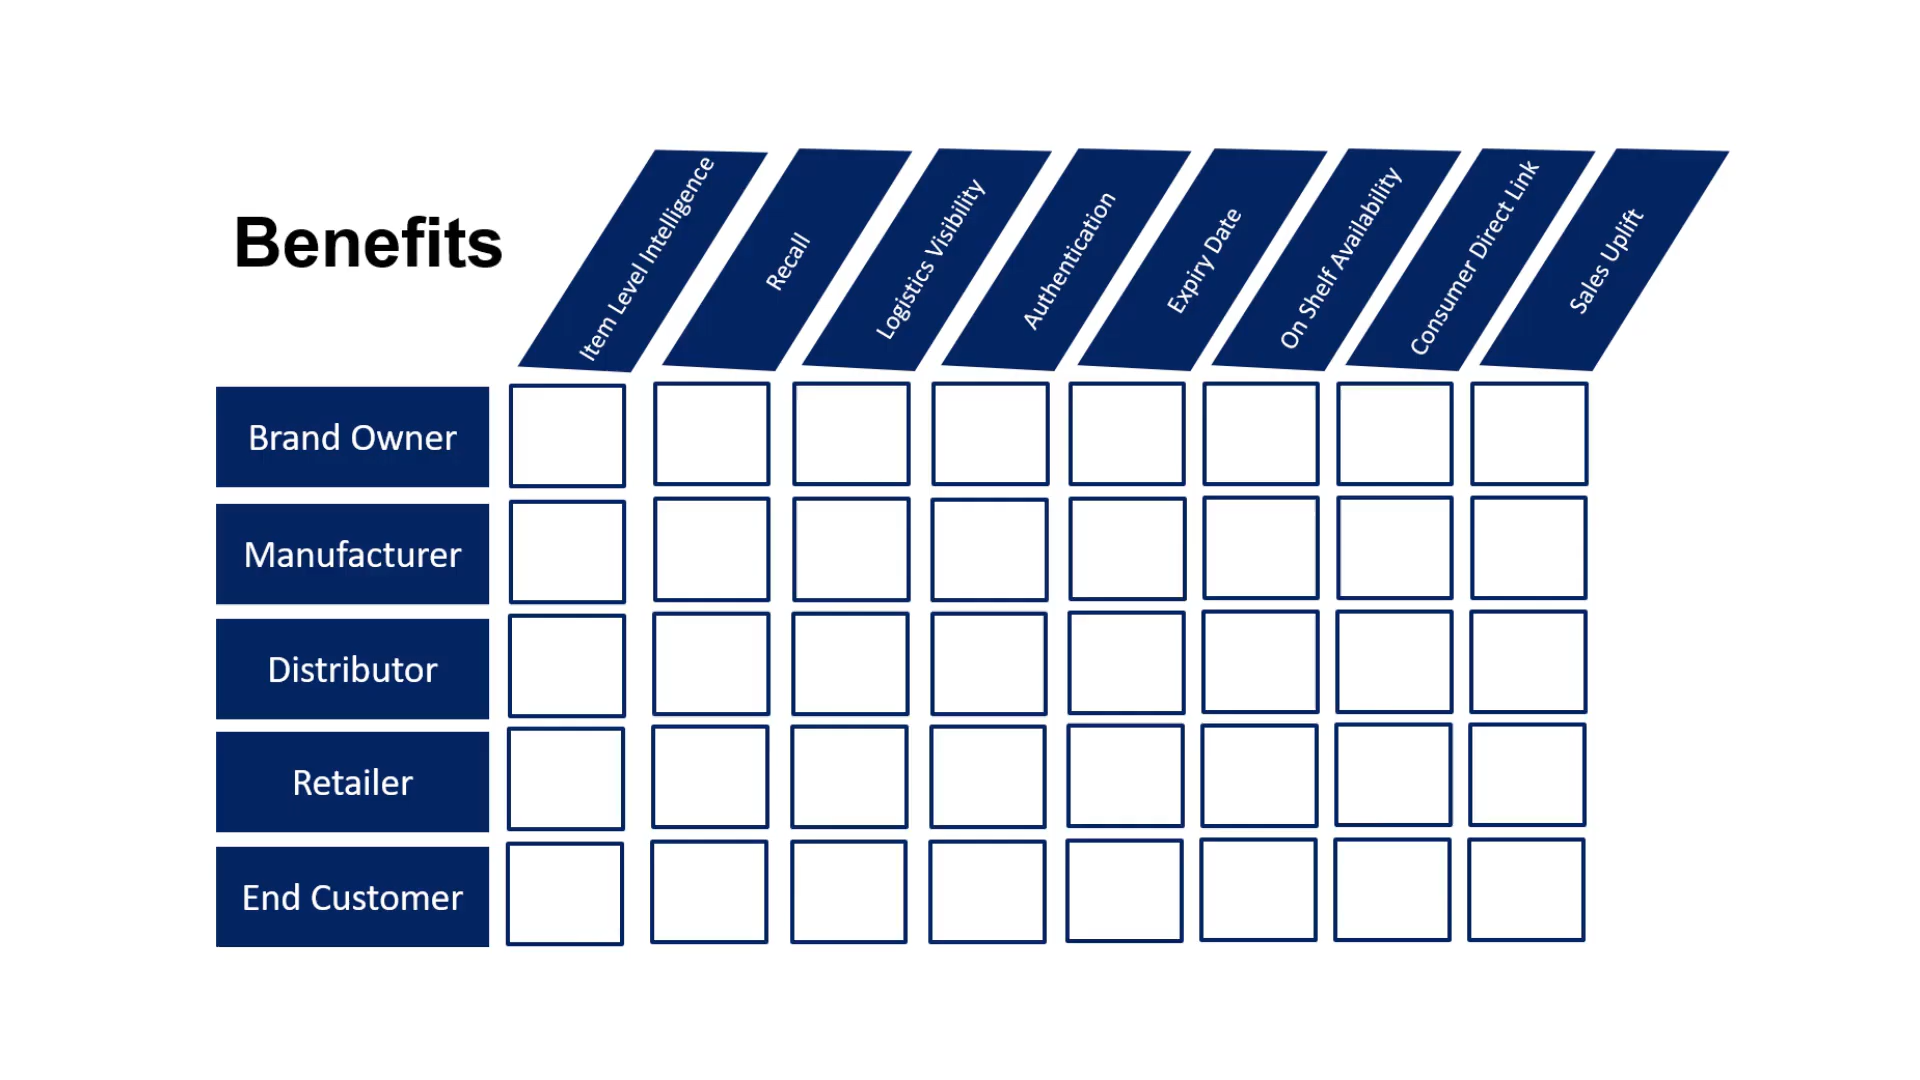 Benefits
Item Level Intelligence
Recall
Logistics Visibility
Authentication
Expiry Date
On Shelf Availability
Consumer Direct Link
Sales Uplift
Brand Owner
Manufacturer
Distributor
Retailer
End Customer